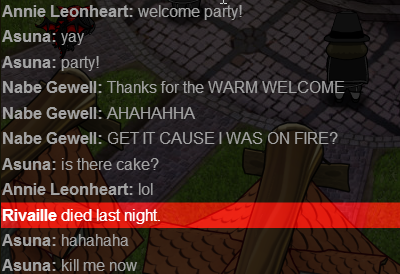 Annie Leonheart: welcome party!
Asuna: yay
Asuna: party!
Nabe Gewell: Thanks for the WARM WELCOME
Nabe Gewell: AHAHAHHA
Nabe Gewell: GET IT CAUSE I WAS ON FIRE?
Asuna: is there cake?
Annie Leonheart: lol
Rivaille died last night.
Asuna: hahahaha
Asuna: kill me now